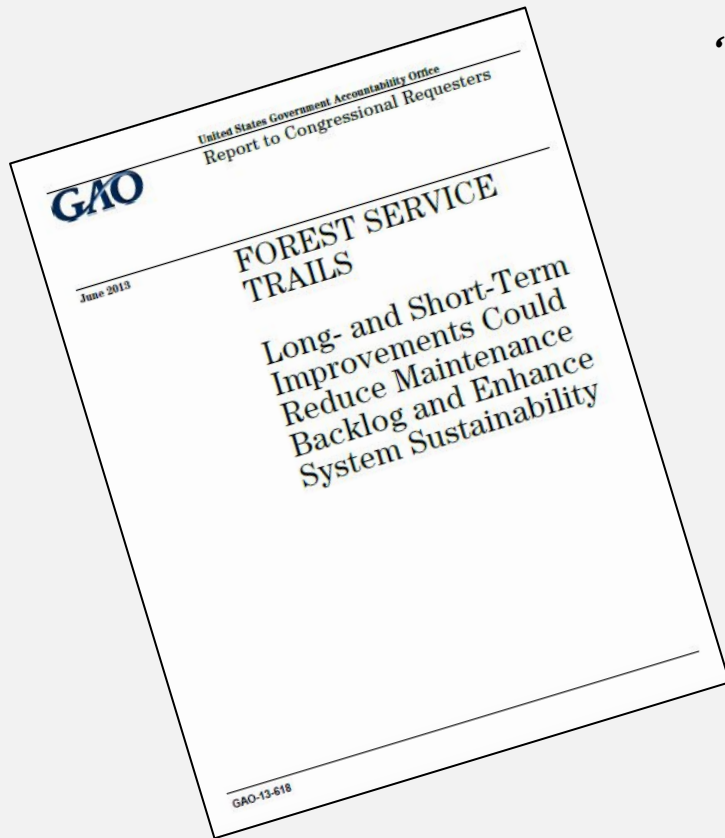 ‘
United States Government Accountability Office
Report to Congressional Requesters
GAO
June 2013
FOREST SERVICE
TRAILS
Long- and Short-Term
Improvements Could
Reduce Maintenance
Backlog and Enhance
System Sustainability
GAO-13-618